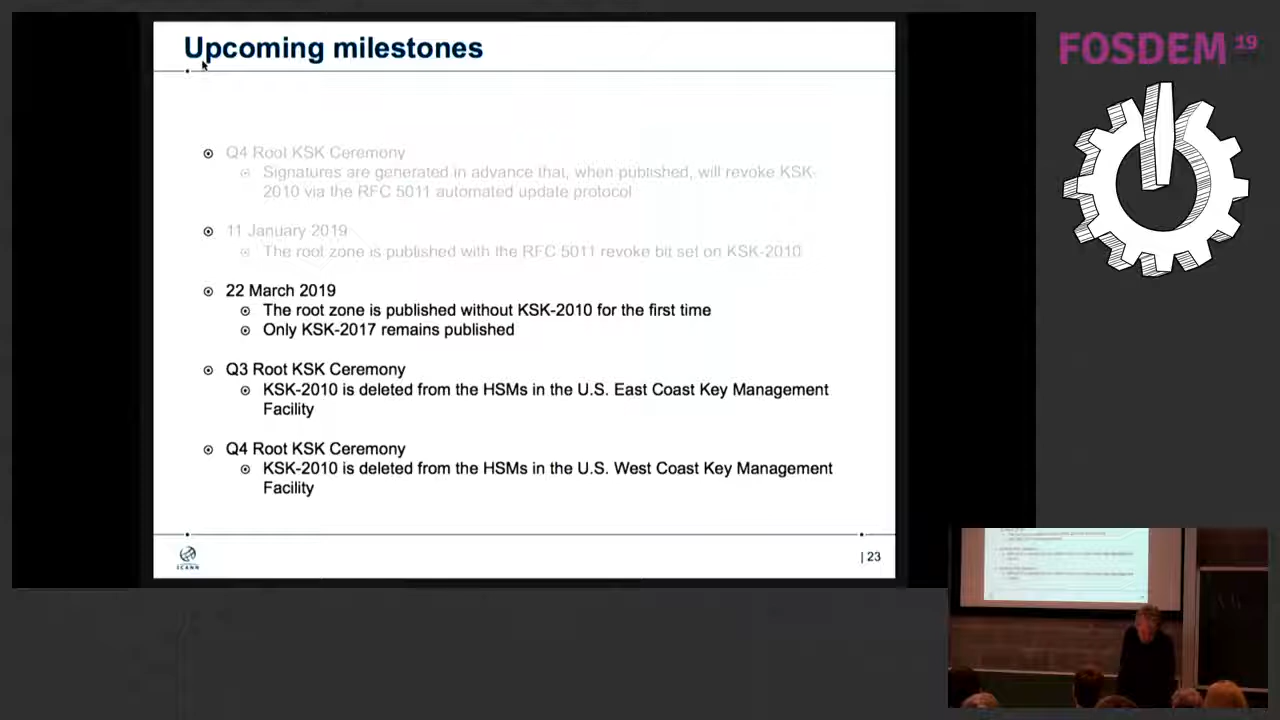 Upcoming milestones
Q4 Root KSK Ceremony
Signatures are generated in advance that, when published, will revoke KSK-
2010 via the RFC 5011 automated update protocol
11 January 2019
The root zone is published with the RFC 5011 revoke bit set on KSK-2010
22 March 2019
The root zone is published without KSK-2010 for the first time
Only KSK-2017 remains published
Q3 Root KSK Ceremony
KSK-2010 is deleted from the HSMs in the U.S. East Coast Key Management
Facility
Q4 Root KSK Ceremony
KSK-2010 is deleted from the HSMs in the U.S. West Coast Key Management
Facility
ICANN
| 23
FOSDEM 19